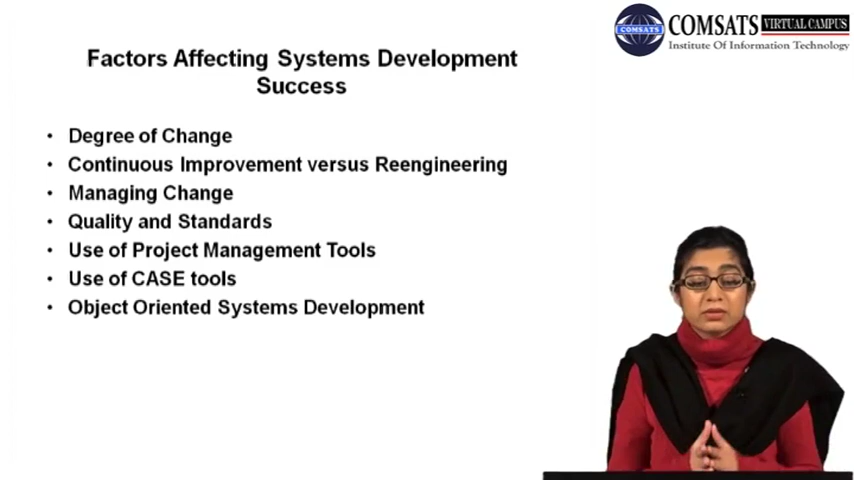 COMSATS VIRTUAL CAMPUS
COMSATS
Institute Of Information Technology
Factors Affecting Systems Development
Success
• Degree of Change
• Continuous Improvement versus Reengineering
• Managing Change
• Quality and Standards
• Use of Project Management Tools
• Use of CASE tools
• Object Oriented Systems Development